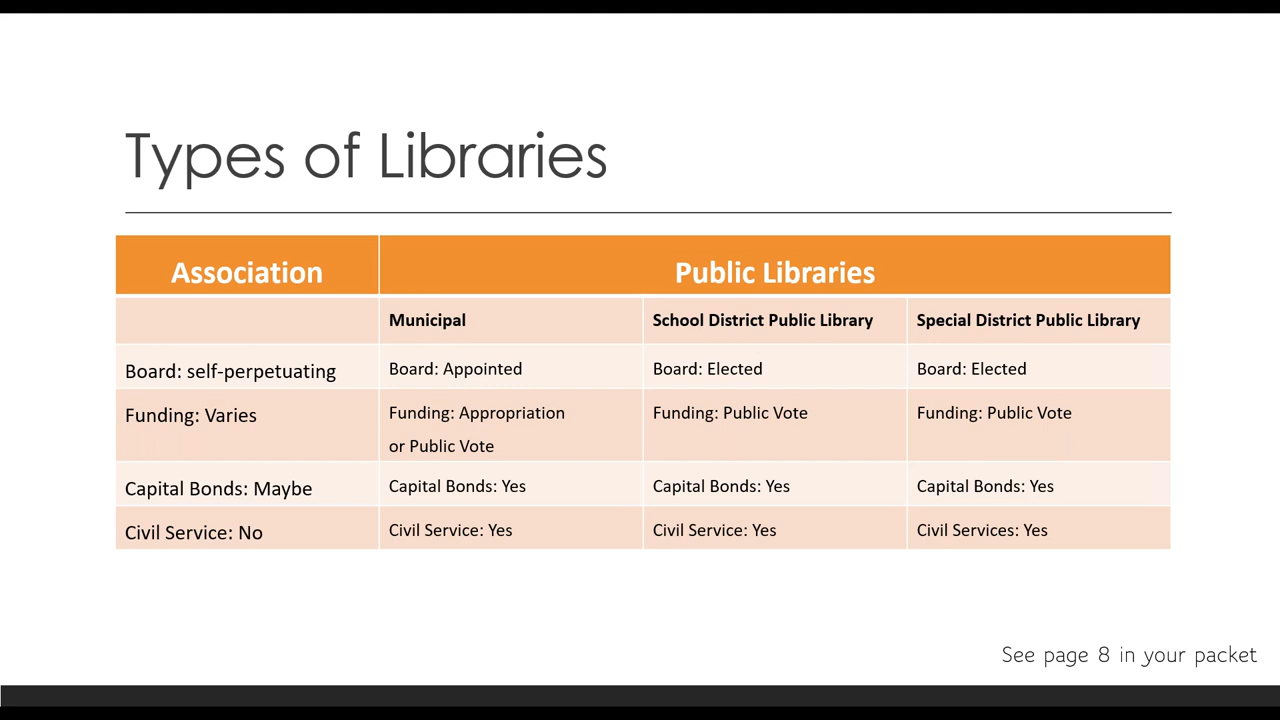 Types of Libraries
Association
Public Libraries
Municipal
School District Public Library
Special District Public Library
Board: self-perpetuating
Board: Appointed
Board: Elected
Board: Elected
Funding: Varies
Funding: Appropriation
or Public Vote
Funding: Public Vote
Funding: Public Vote
Capital Bonds: Maybe
Capital Bonds: Yes
Capital Bonds: Yes
Capital Bonds: Yes
Civil Service: No
Civil Service: Yes
Civil Service: Yes
Civil Services: Yes
See page 8 in your packet